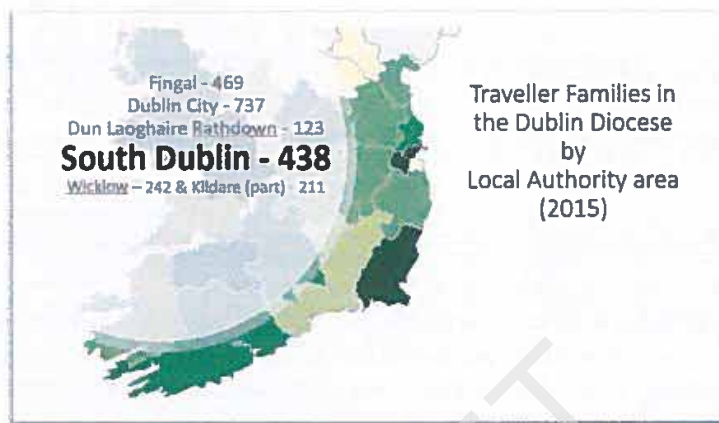 Fingal - 469
Dublin City - 737
Dun Laoghaire Rathdown - 123
South Dublin - 438
Wicklow – 242 & Kildare (part) - 211
Traveller Families in
the Dublin Diocese
by
Local Authority area
(2015)